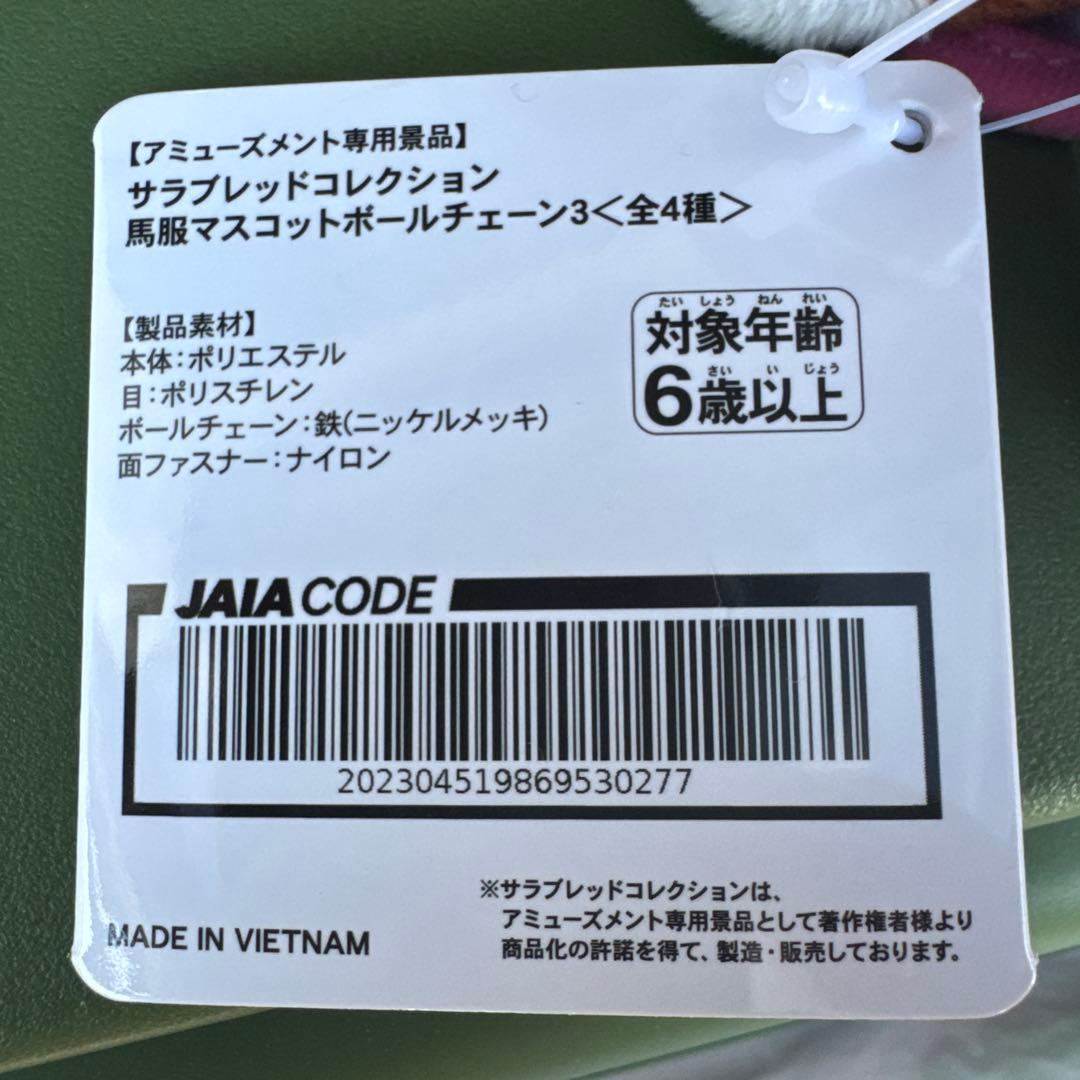 【アミューズメント専用景品】
サラブレッドコレクション
馬服マスコットボールチェーン3＜全4種＞
【製品素材】
本体：ポリエステル
目：ポリスチレン
ボールチェーン：鉄(ニッケルメッキ)
面ファスナー：ナイロン
たい しょう ねん れい
対象年齢
さい い じょう
6歳以上
JAIA CODE
202304519869530277
MADE IN VIETNAM
※サラブレッドコレクションは、
アミューズメント専用景品として著作権者様より
商品化の許諾を得て、製造・販売しております。